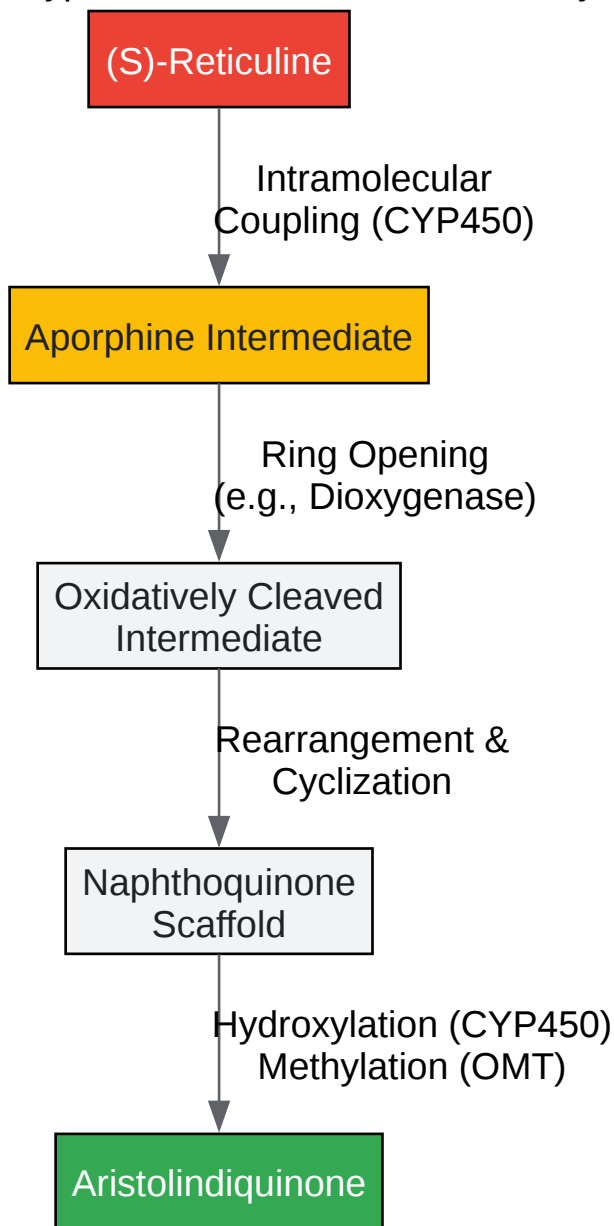 (S)-Reticuline
Intramolecular
Coupling (CYP450)
Aporphine Intermediate
Ring Opening
(e.g., Dioxygenase)
Oxidatively Cleaved
Intermediate
Rearrangement &
Cyclization
Naphthoquinone
Scaffold
Hydroxylation (CYP450)
Methylation (OMT)
Aristolindiquinone